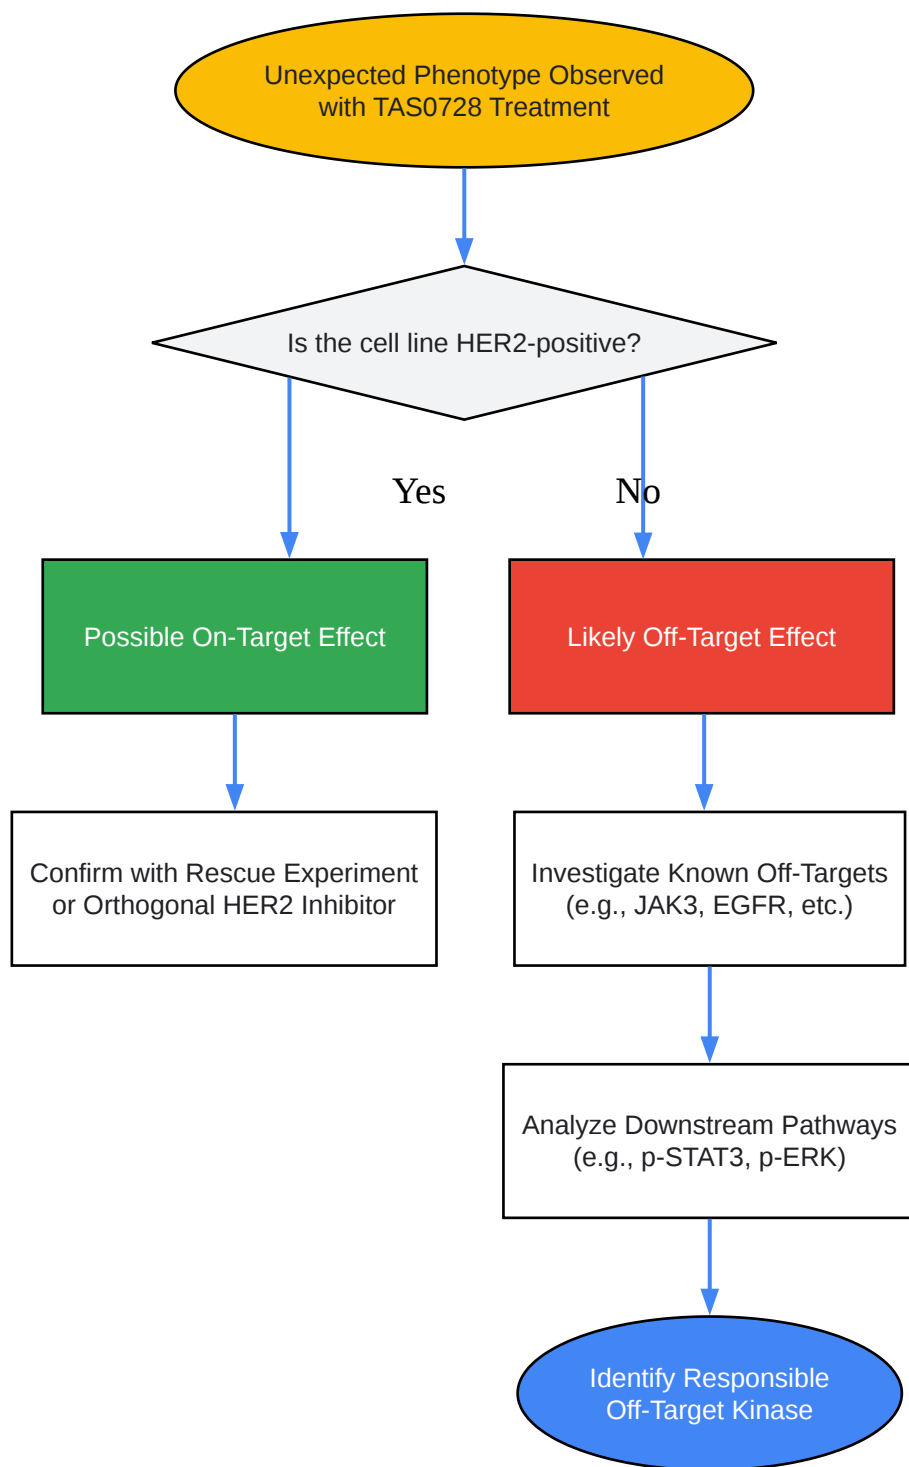 Unexpected Phenotype Observed
with TAS0728 Treatment
Is the cell line HER2-positive?
Yes
No
Possible On-Target Effect
Likely Off-Target Effect
Confirm with Rescue Experiment
or Orthogonal HER2 Inhibitor
Investigate Known Off-Targets
(e.g., JAK3, EGFR, etc.)
Analyze Downstream Pathways
(e.g., p-STAT3, p-ERK)
Identify Responsible
Off-Target Kinase